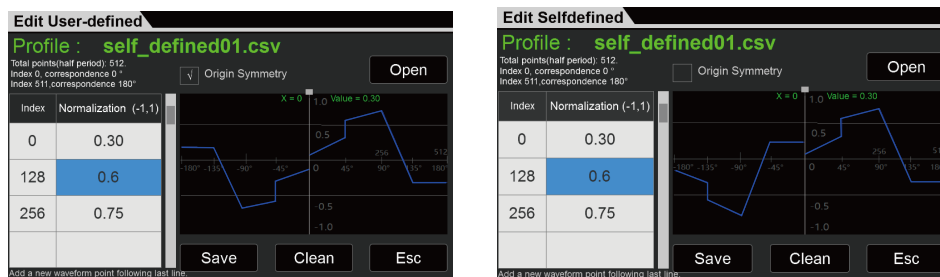 Edit User-defined
Profile : self_defined01.csv
Total points(half period): 512.
Index 0, correspondence 0 °
Index 511,correspondence 180°
√ Origin Symmetry
Open
Index Normalization (-1,1)
0 0.30
128 0.6
256 0.75
X = 0 1.0 Value = 0.30
0.5
256 512
-180° -135° -90° -45° 0 45° 90° 135° 180°
-0.5
-1.0
Save Clean Esc
Add a new waveform point following last line.
Edit Selfdefined
Profile : self_defined01.csv
Total points(half period): 512.
Index 0, correspondence 0 °
Index 511,correspondence 180°
Origin Symmetry
Open
Index Normalization (-1,1)
0 0.30
128 0.6
256 0.75
X = 0 1.0 Value = 0.30
0.5
256 51
-180° -135° -90° -45° 0 45° 90° 135° 18
-0.5
-1.0
Save Clean Esc
Add a new waveform point following last line.